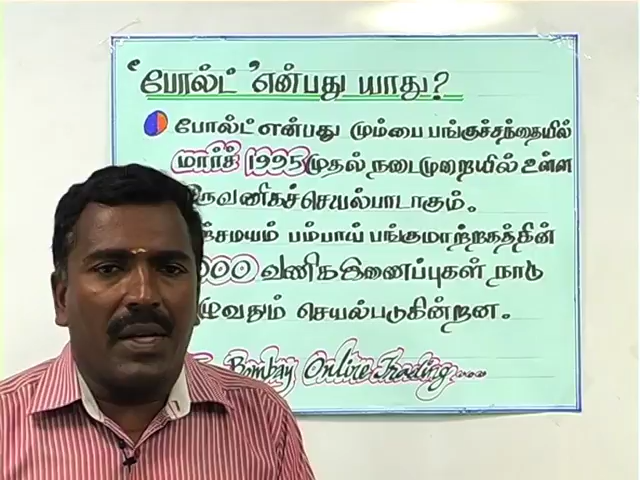 'போல்ட்' என்பது யாது?
போல்ட் என்பது மும்பை பங்குச்சந்தையில்
மார்ச் 1995 முதல் நடைமுறையில் உள்ள
வணிகச்செயல்பாடாகும்.
பம்பாய் பங்குமாற்றகத்தின்
000 வணிக இணைப்புகள் நாடு
செயல்படுகின்றன.
Bombay Online Trading....